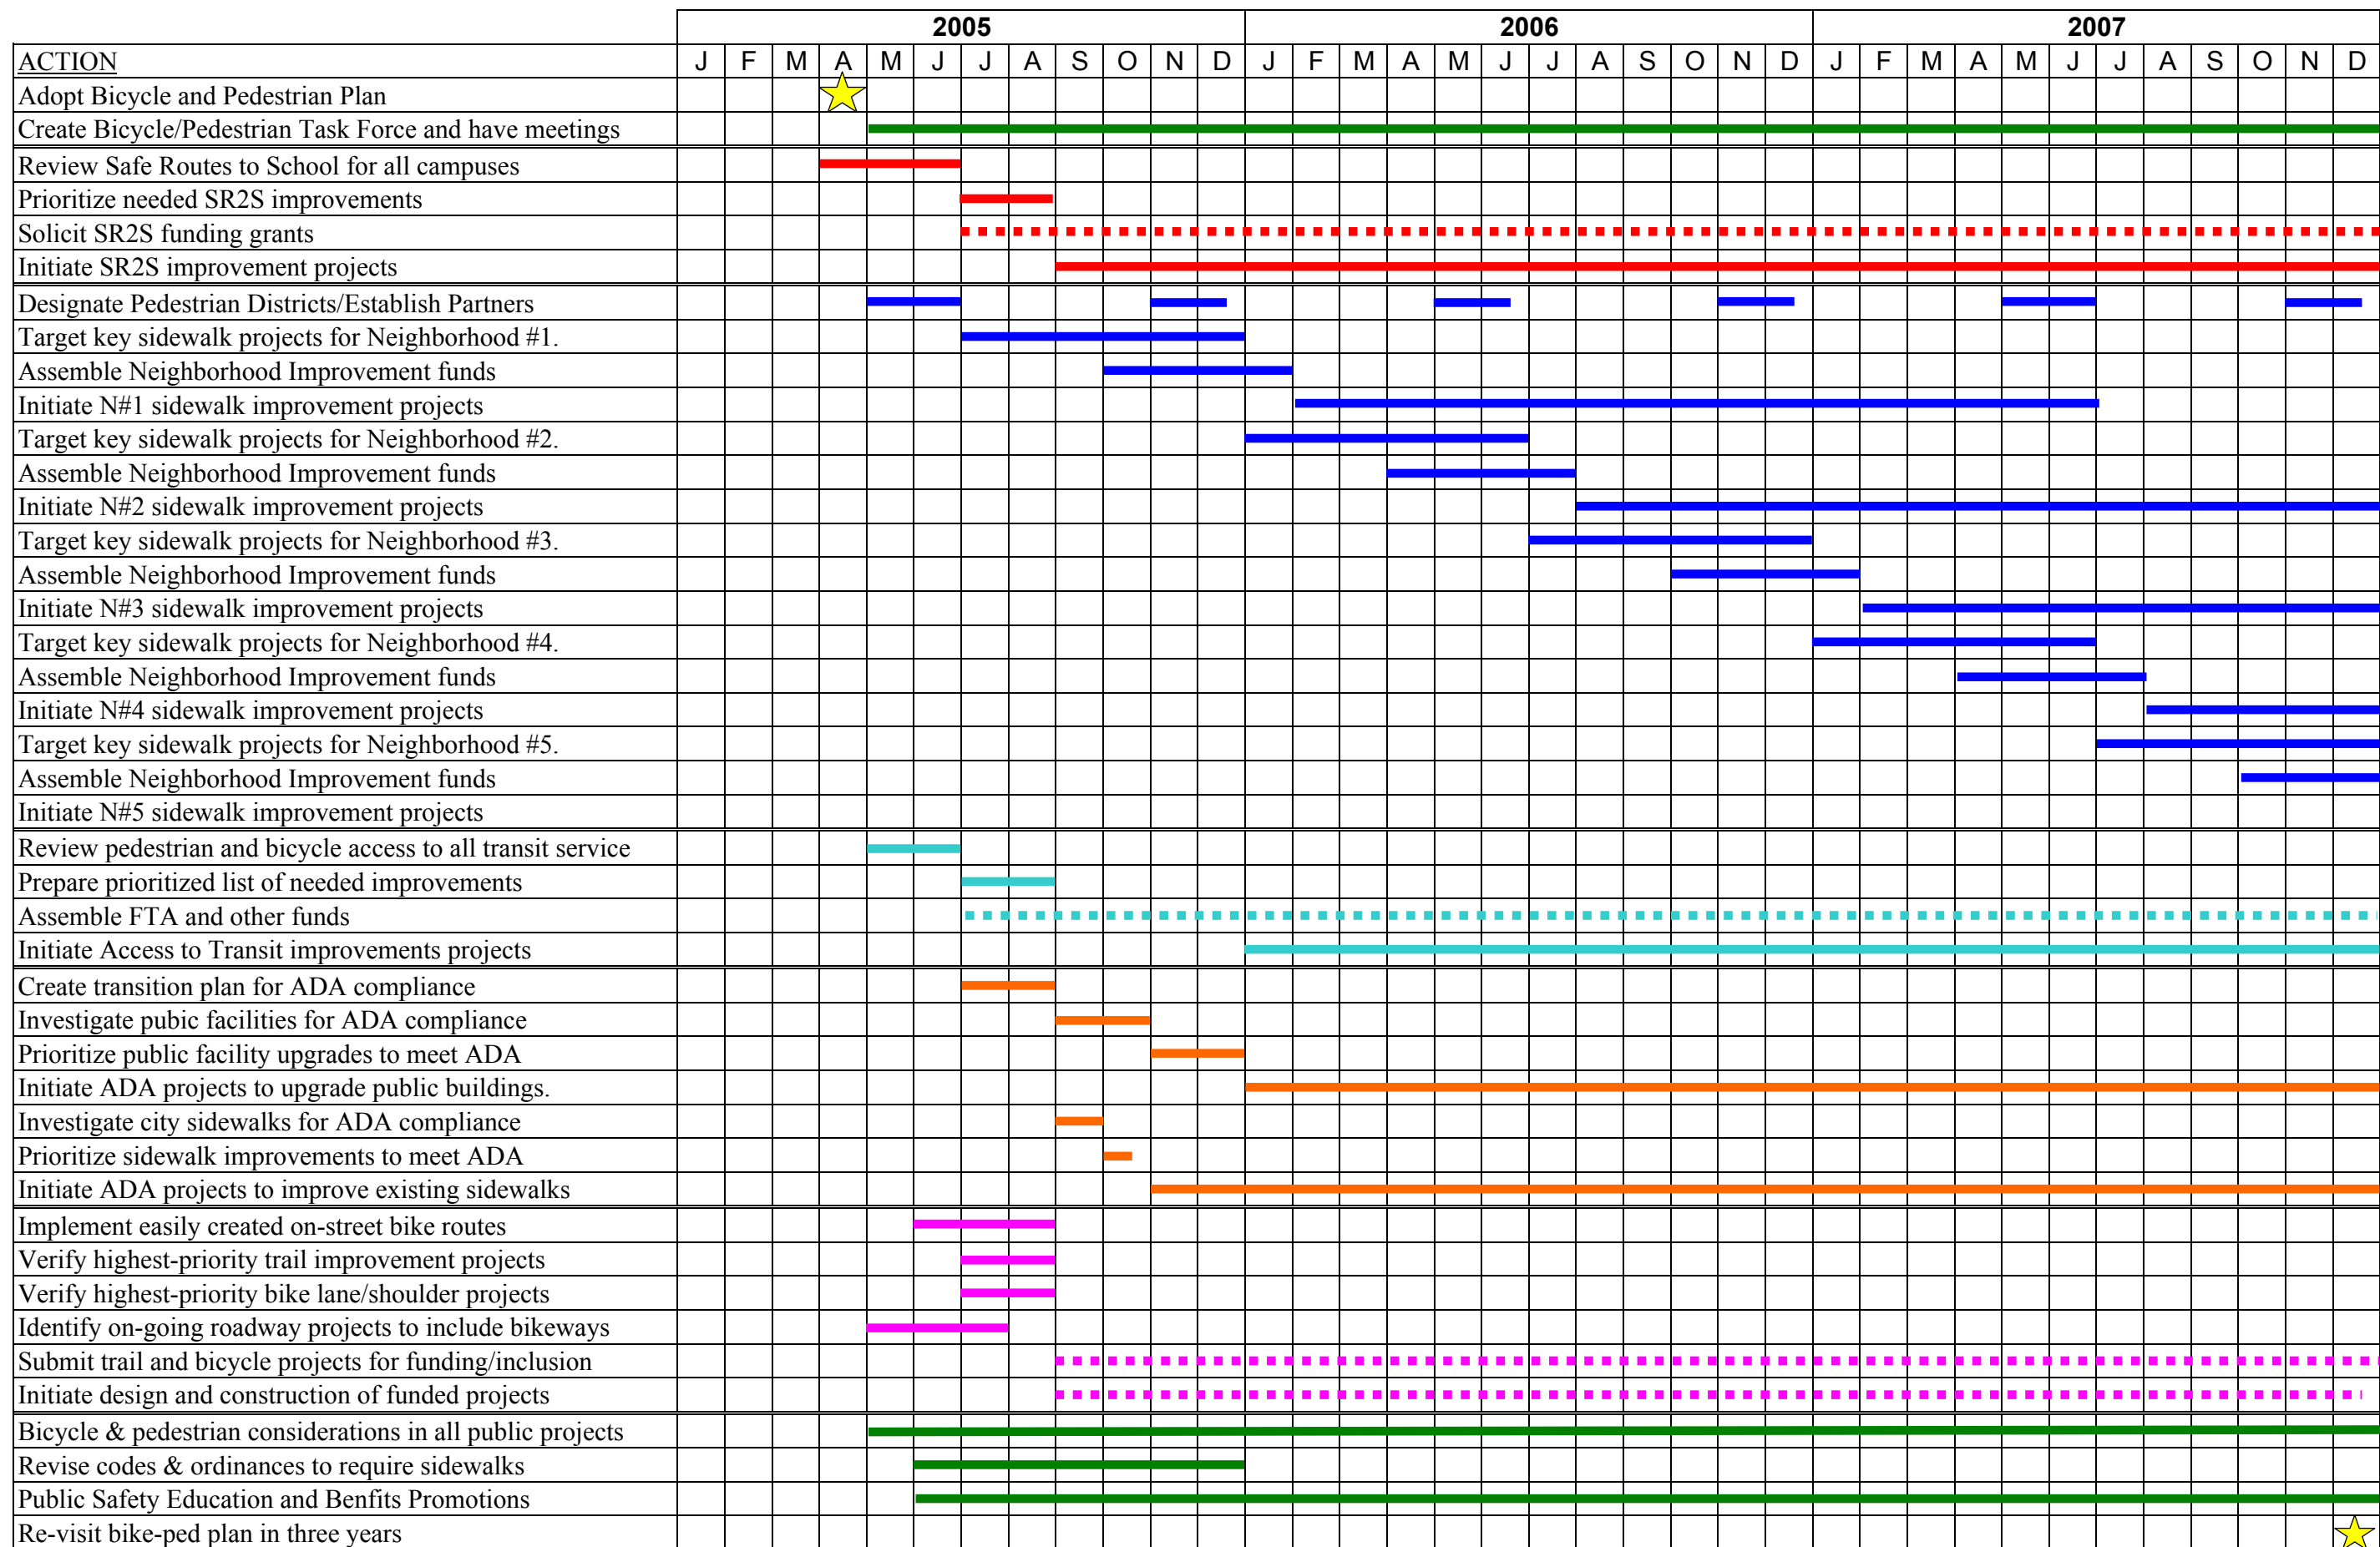 2005 2006 2007
ACTION J F M A M J J A S O N D J F M A M J J A S O N D J F M A M J J A S O N D
Adopt Bicycle and Pedestrian Plan
Create Bicycle/Pedestrian Task Force and have meetings
Review Safe Routes to School for all campuses
Prioritize needed SR2S improvements
Solicit SR2S funding grants
Initiate SR2S improvement projects
Designate Pedestrian Districts/Establish Partners
Target key sidewalk projects for Neighborhood #1.
Assemble Neighborhood Improvement funds
Initiate N#1 sidewalk improvement projects
Target key sidewalk projects for Neighborhood #2.
Assemble Neighborhood Improvement funds
Initiate N#2 sidewalk improvement projects
Target key sidewalk projects for Neighborhood #3.
Assemble Neighborhood Improvement funds
Initiate N#3 sidewalk improvement projects
Target key sidewalk projects for Neighborhood #4.
Assemble Neighborhood Improvement funds
Initiate N#4 sidewalk improvement projects
Target key sidewalk projects for Neighborhood #5.
Assemble Neighborhood Improvement funds
Initiate N#5 sidewalk improvement projects
Review pedestrian and bicycle access to all transit service
Prepare prioritized list of needed improvements
Assemble FTA and other funds
Initiate Access to Transit improvements projects
Create transition plan for ADA compliance
Investigate pubic facilities for ADA compliance
Prioritize public facility upgrades to meet ADA
Initiate ADA projects to upgrade public buildings.
Investigate city sidewalks for ADA compliance
Prioritize sidewalk improvements to meet ADA
Initiate ADA projects to improve existing sidewalks
Implement easily created on-street bike routes
Verify highest-priority trail improvement projects
Verify highest-priority bike lane/shoulder projects
Identify on-going roadway projects to include bikeways
Submit trail and bicycle projects for funding/inclusion
Initiate design and construction of funded projects
Bicycle & pedestrian considerations in all public projects
Revise codes & ordinances to require sidewalks
Public Safety Education and Benfits Promotions
Re-visit bike-ped plan in three years